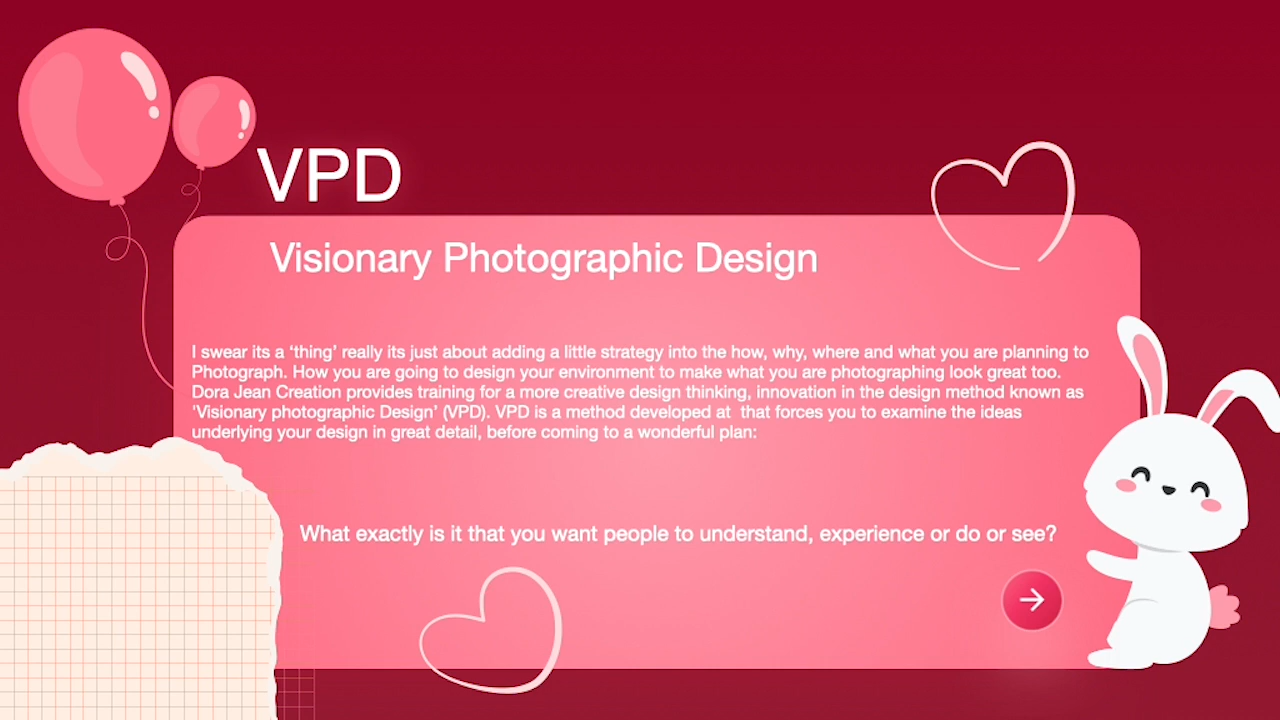 VPD
Visionary Photographic Design
I swear its a ‘thing’ really its just about adding a little strategy into the how, why, where and what you are planning to
Photograph. How you are going to design your environment to make what you are photographing look great too.
Dora Jean Creation provides training for a more creative design thinking, innovation in the design method known as
'Visionary photographic Design’ (VPD). VPD is a method developed at  that forces you to examine the ideas
underlying your design in great detail, before coming to a wonderful plan:
What exactly is it that you want people to understand, experience or do or see?